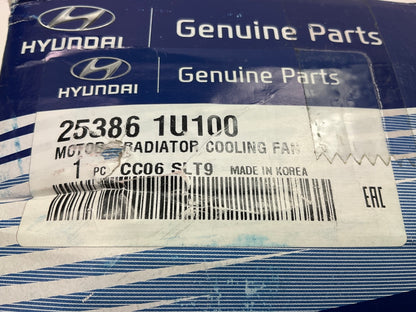 HYUNDAI Genuine Parts
HYUNDAI Genuine Parts
25386 1U100
MOTOR RADIATOR COOLING FAN
1 PC CC06 SLT9 MADE IN KOREA
EAC